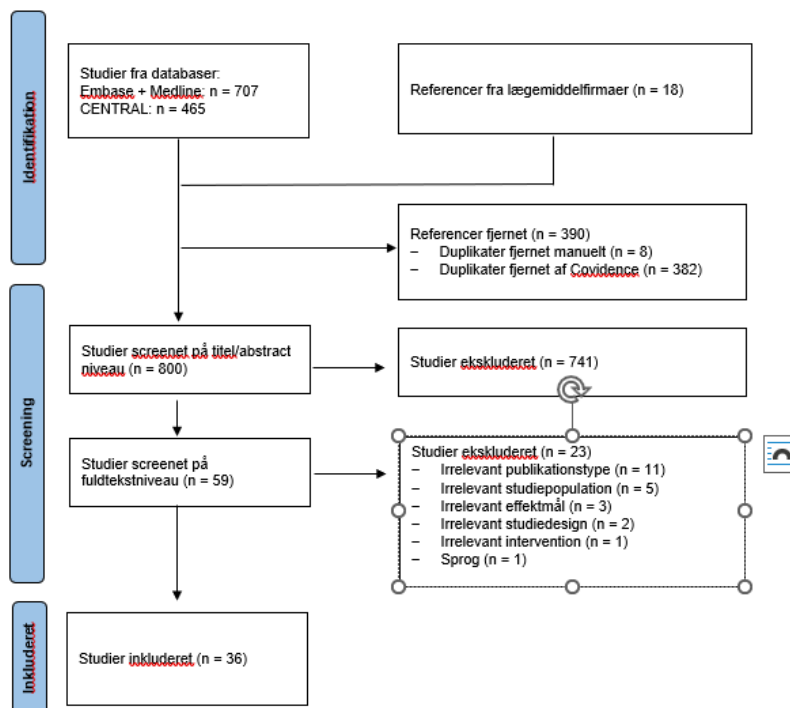 Identifikation
Studier fra databaser:
Embase + Medline: n = 707
CENTRAL: n = 465
Referencer fra lægemiddelfirmaer (n = 18)
Referencer fjernet (n = 390)
– Duplikater fjernet manuelt (n = 8)
– Duplikater fjernet af Covidence (n = 382)
Screening
Studier screenet på titel/abstract
niveau (n = 800)
Studier ekskluderet (n = 741)
Studier screenet på
fuldtekstniveau (n = 59)
Studier ekskluderet (n = 23)
– Irrelevant publikationstype (n = 11)
– Irrelevant studiepopulation (n = 5)
– Irrelevant effektmål (n = 3)
– Irrelevant studiedesign (n = 2)
– Irrelevant intervention (n = 1)
– Sprog (n = 1)
Inkluderet
Studier inkluderet (n = 36)